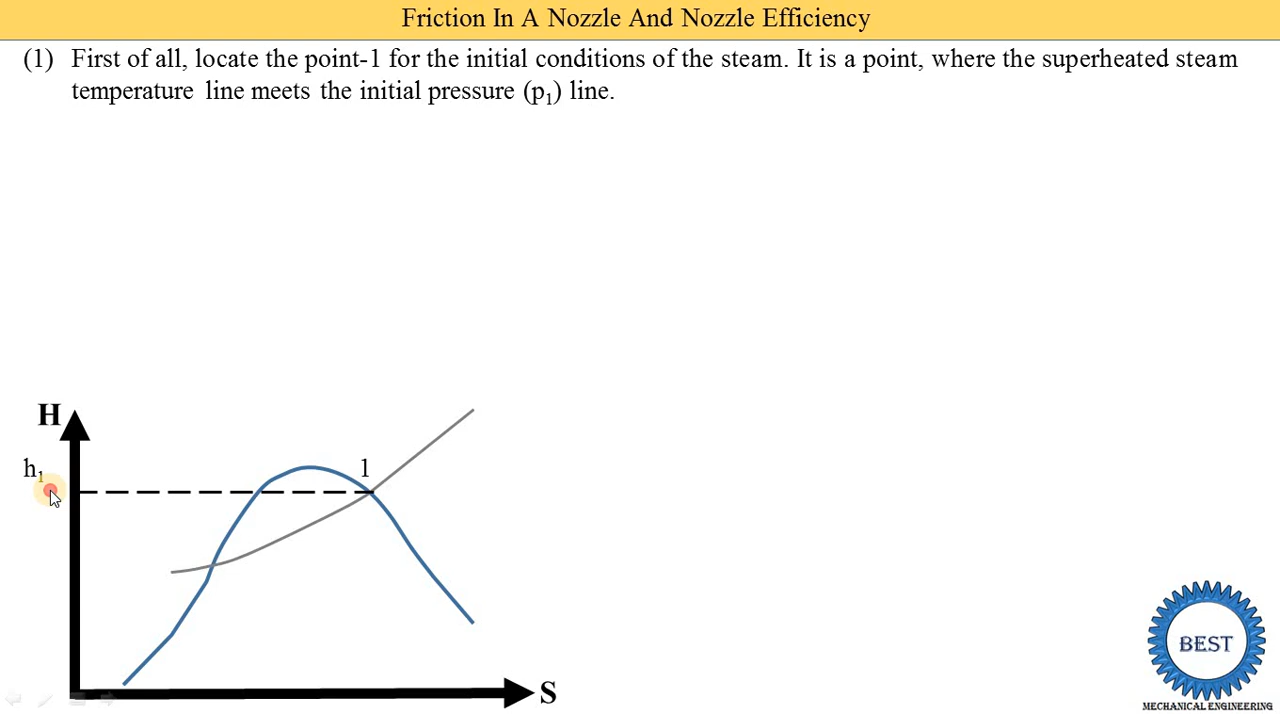 Friction In A Nozzle And Nozzle Efficiency
(1) First of all, locate the point-1 for the initial conditions of the steam. It is a point, where the superheated steam
temperature line meets the initial pressure (p₁) line.
H
h₁
1
S
BEST
MECHANICAL ENGINEERING